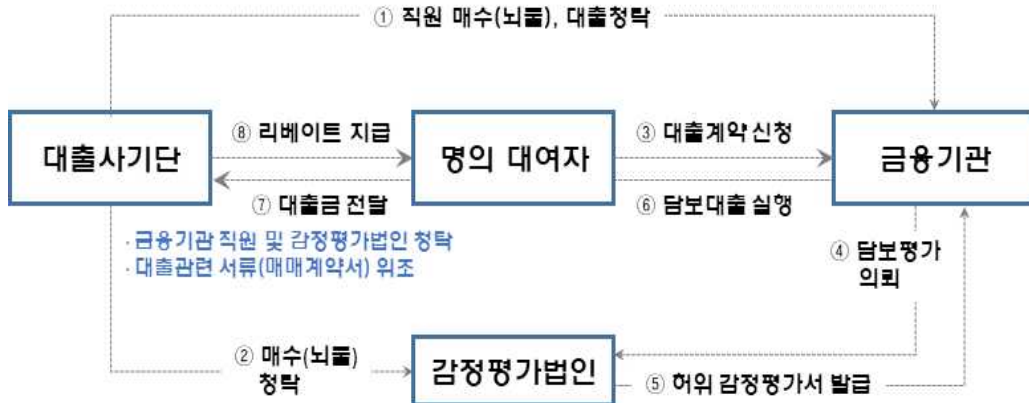 ① 직원 매수(뇌물), 대출청탁
대출사기단
⑧ 리베이트 지급
명의 대여자
③ 대출계약 신청
금융기관
⑦ 대출금 전달
⑥ 담보대출 실행
· 금융기관 직원 및 감정평가법인 청탁
· 대출관련 서류(매매계약서) 위조
④ 담보평가
의뢰
② 매수(뇌물)
청탁
감정평가법인
⑤ 허위 감정평가서 발급